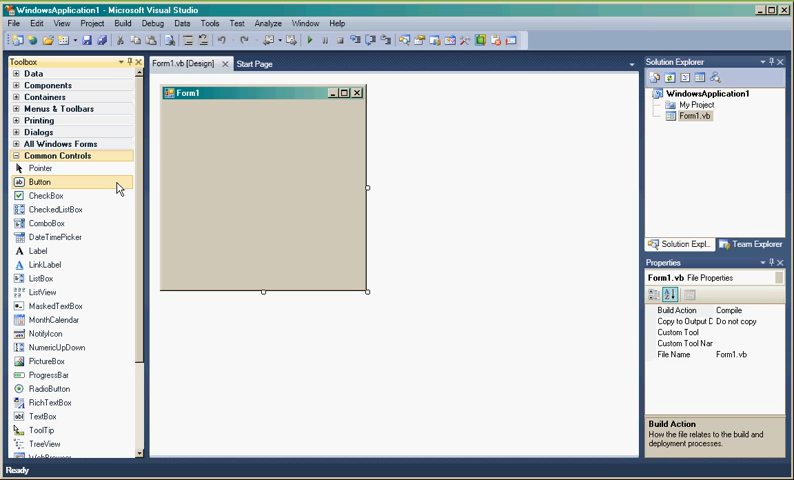 WindowsApplication1 - Microsoft Visual Studio
File Edit View Project Build Debug Data Tools Test Analyze Window Help
Toolbox
Data
Components
Containers
Menus & Toolbars
Printing
Dialogs
All Windows Forms
Common Controls
Pointer
ab Button
CheckBox
CheckedListBox
ComboBox
DateTimePicker
A Label
A LinkLabel
ListBox
ListView
MaskedTextBox
MonthCalendar
NotifyIcon
NumericUpDown
PictureBox
ProgressBar
RadioButton
RichTextBox
abl TextBox
ToolTip
TreeView
WebBrowser
Form1.vb [Design] Start Page
Form1
Solution Explorer
WindowsApplication1
My Project
Form1.vb
Solution Expl... Team Explorer
Properties
Form1.vb File Properties
Build Action Compile
Copy to Output D Do not copy
Custom Tool
Custom Tool Nar
File Name Form1.vb
Build Action
How the file relates to the build and
deployment processes.
Ready